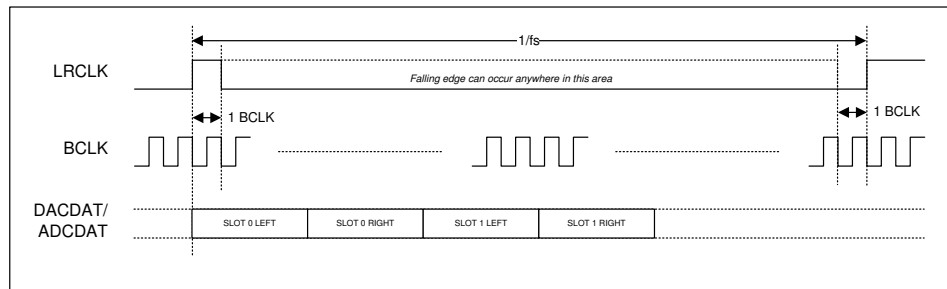 1/fs
LRCLK
Falling edge can occur anywhere in this area
1 BCLK
1 BCLK
BCLK
DACDAT/
ADCDAT
SLOT 0 LEFT
SLOT 0 RIGHT
SLOT 1 LEFT
SLOT 1 RIGHT